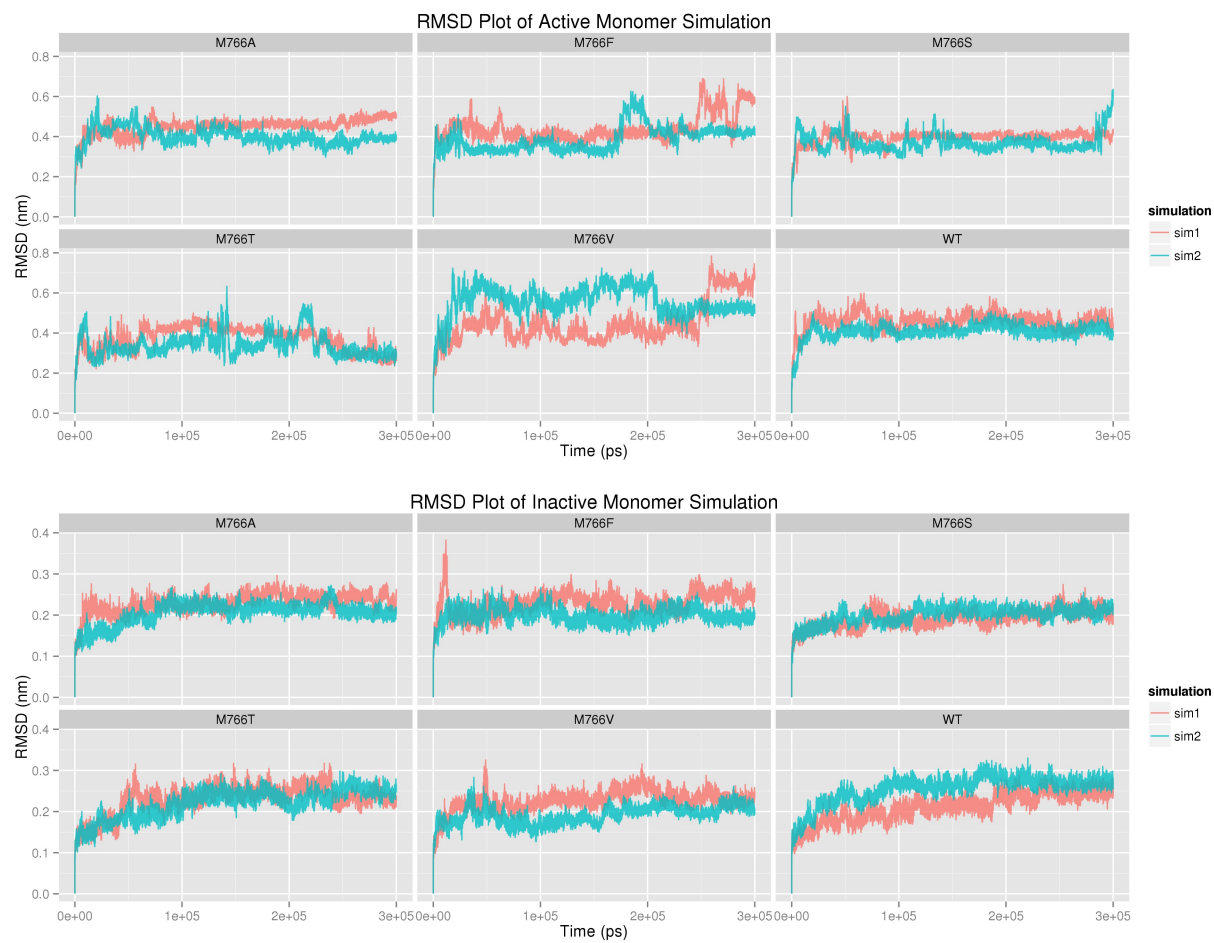 RMSD Plot of Active Monomer Simulation
M766A M766F M766S
0.8
0.6
0.4
0.2
0.0
M766T M766V WT
0.8
0.6
0.4
0.2
0.0
RMSD (nm)
0e+00 1e+05 2e+05 3e+05 0e+00 1e+05 2e+05 3e+05 0e+00 1e+05 2e+05 3e+05
Time (ps)
simulation
sim1
sim2
RMSD Plot of Inactive Monomer Simulation
M766A M766F M766S
0.4
0.3
0.2
0.1
0.0
M766T M766V WT
0.4
0.3
0.2
0.1
0.0
RMSD (nm)
0e+00 1e+05 2e+05 3e+05 0e+00 1e+05 2e+05 3e+05 0e+00 1e+05 2e+05 3e+05
Time (ps)
simulation
sim1
sim2